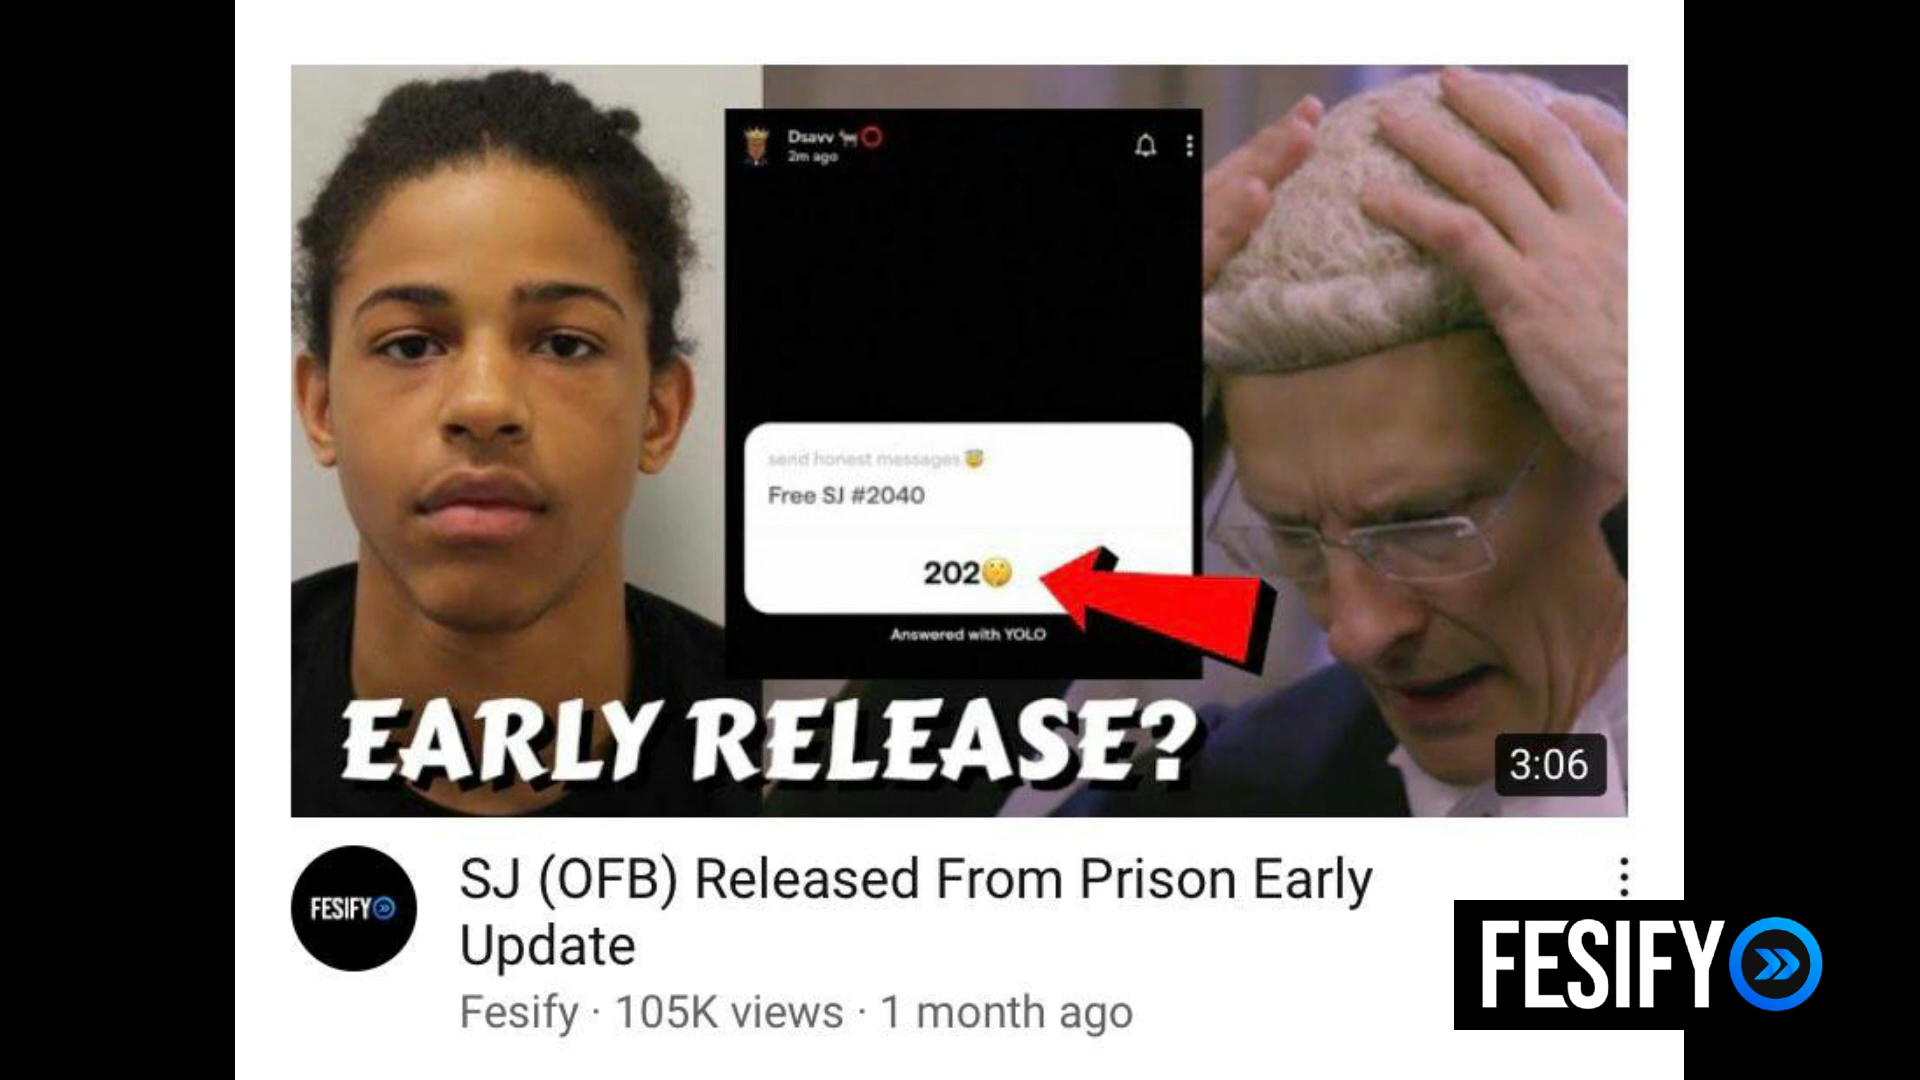 Dsavv
2m ago
send honest messages
Free SJ #2040
202
Answered with YOLO
EARLY RELEASE?
3:06
FESIFY
SJ (OFB) Released From Prison Early
Update
Fesify · 105K views · 1 month ago
FESIFY